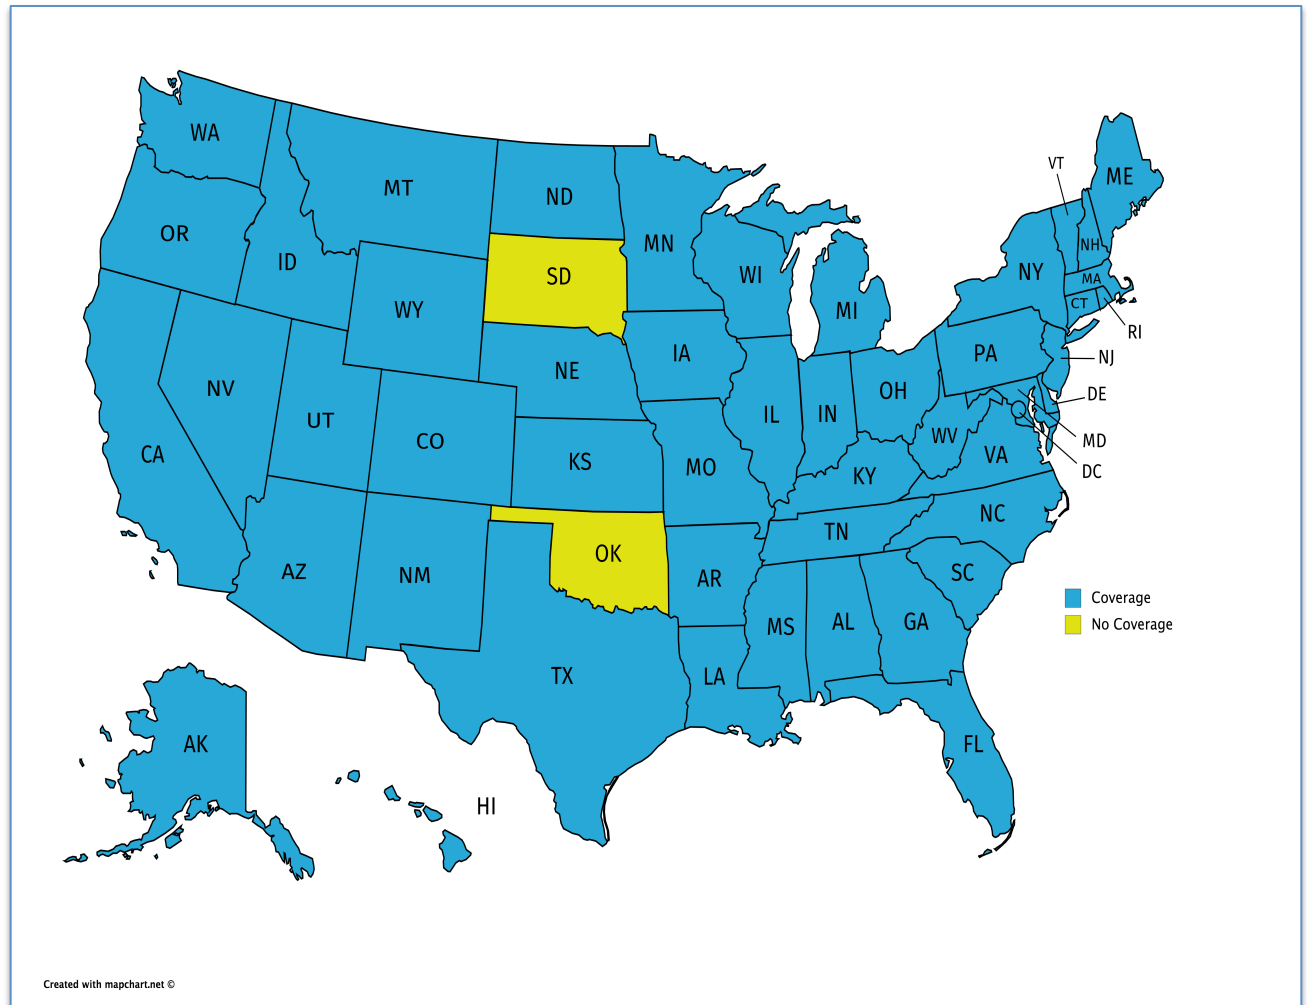 WA
MT
ND
MN
OR
ID
SD
WI
WY
MI
VT
ME
NH
NY
MA
CT
RI
NV
UT
CO
NE
IA
PA
NJ
CA
KS
MO
IL
IN
OH
WV
VA
DE
MD
DC
KY
AZ
NM
OK
AR
TN
NC
SC
TX
LA
MS
AL
GA
FL
Coverage
No Coverage
AK
HI
Created with mapchart.net ©